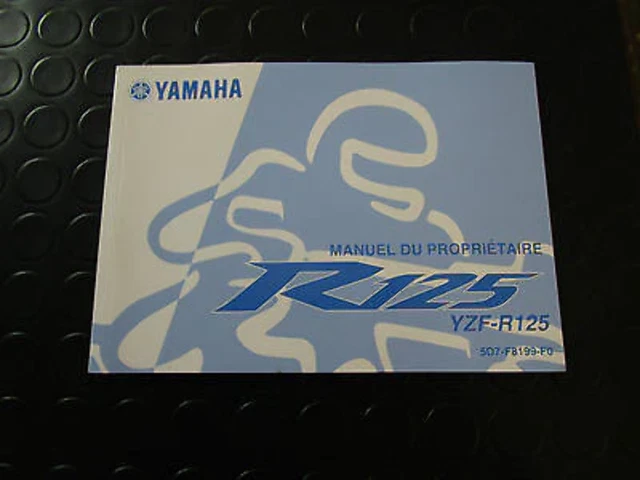 YAMAHA
MANUEL DU PROPRIÉTAIRE
R125
YZF-R125
5D7-F8199-F0